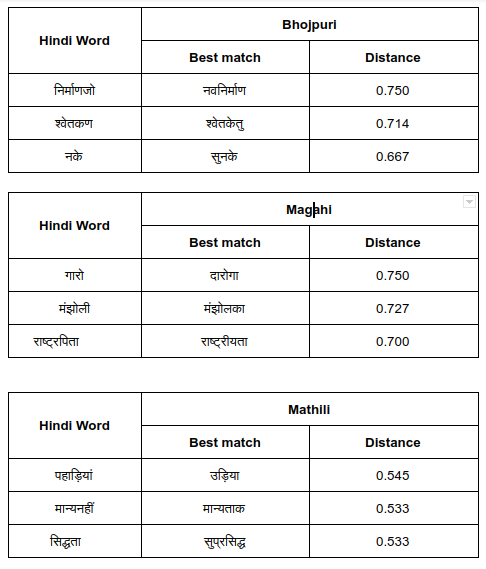 Hindi Word Bhojpuri
Best match Distance
निर्माणजो नवनिर्माण 0.750
श्वेतकण श्वेतकेतु 0.714
नके सुनके 0.667
Hindi Word Magahi
Best match Distance
गारो दारोगा 0.750
मंझोली मंझोलका 0.727
राष्ट्रपिता राष्ट्रीयता 0.700
Hindi Word Mathili
Best match Distance
पहाड़ियां उड़िया 0.545
मान्यनहीं मान्यताक 0.533
सिद्धता सुप्रसिद्ध 0.533